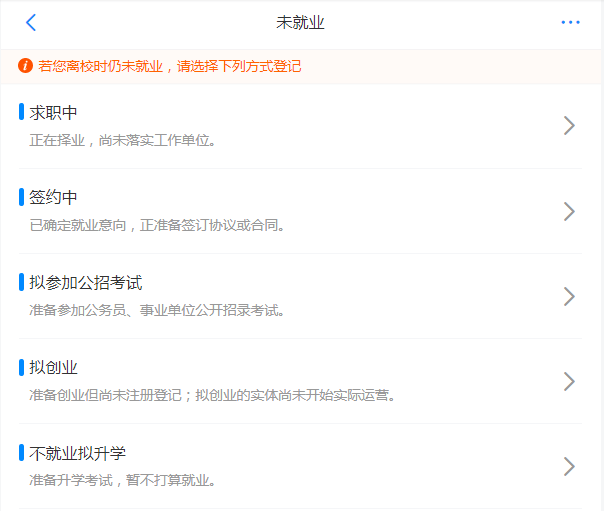 未就业
若您离校时仍未就业，请选择下列方式登记
求职中
正在择业，尚未落实工作单位。
签约中
已确定就业意向，正准备签订协议或合同。
拟参加公招考试
准备参加公务员、事业单位公开招录考试。
拟创业
准备创业但尚未注册登记；拟创业的实体尚未开始实际运营。
不就业拟升学
准备升学考试，暂不打算就业。